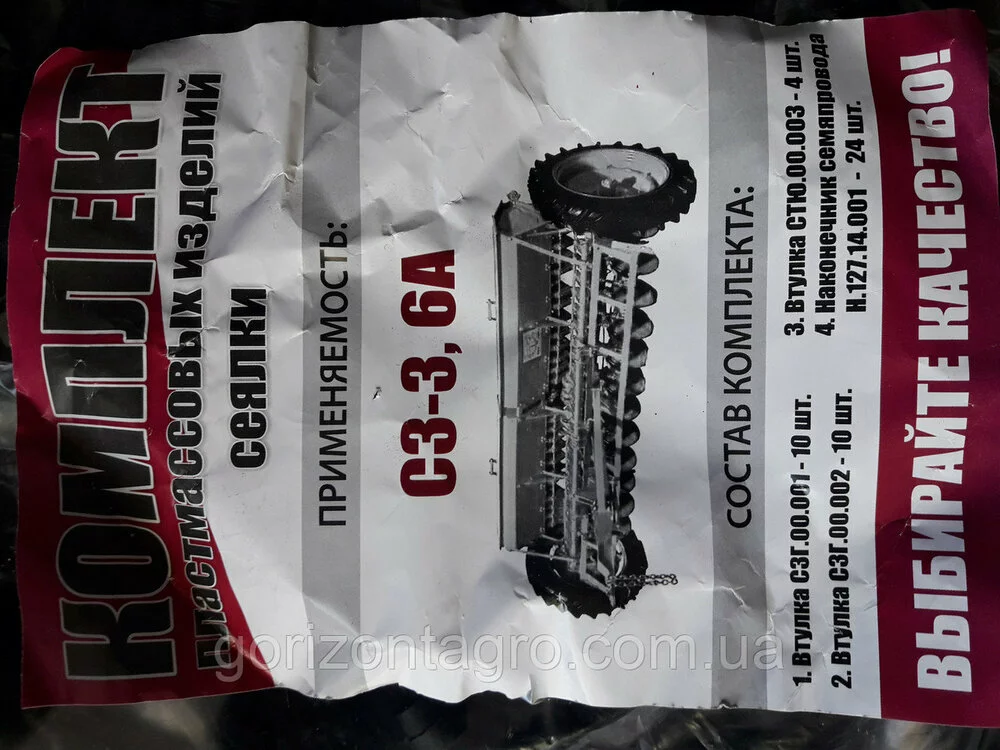 КОМПЛЕКТ
пластмассовых изделий
сеялки
ПРИМЕНЯЕМОСТЬ:
СЗ-3, 6А
СОСТАВ КОМПЛЕКТА:
1. Втулка СЗГ.00.001 - 10 шт.
2. Втулка СЗГ.00.002 - 10 шт.
3. Втулка СТЮ.00.003 - 4 шт.
4. Наконечник семяпровода
Н.127.14.001 - 24 шт.
ВЫБИРАЙТЕ КАЧЕСТВО!
gorizontagro.com.ua